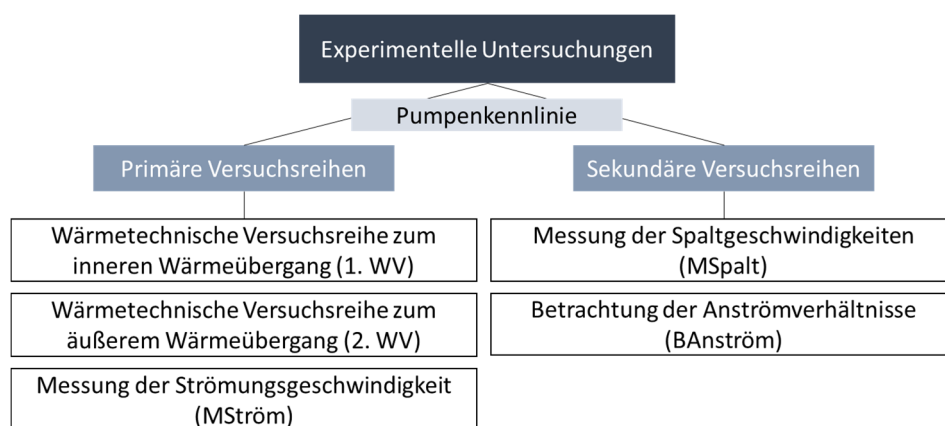 Experimentelle Untersuchungen
Pumpenkennlinie
Primäre Versuchsreihen
Wärmetechnische Versuchsreihe zum
inneren Wärmeübergang (1. WV)
Wärmetechnische Versuchsreihe zum
äußerem Wärmeübergang (2. WV)
Messung der Strömungsgeschwindigkeit
(MStröm)
Sekundäre Versuchsreihen
Messung der Spaltgeschwindigkeiten
(MSpalt)
Betrachtung der Anströmverhältnisse
(BAnström)